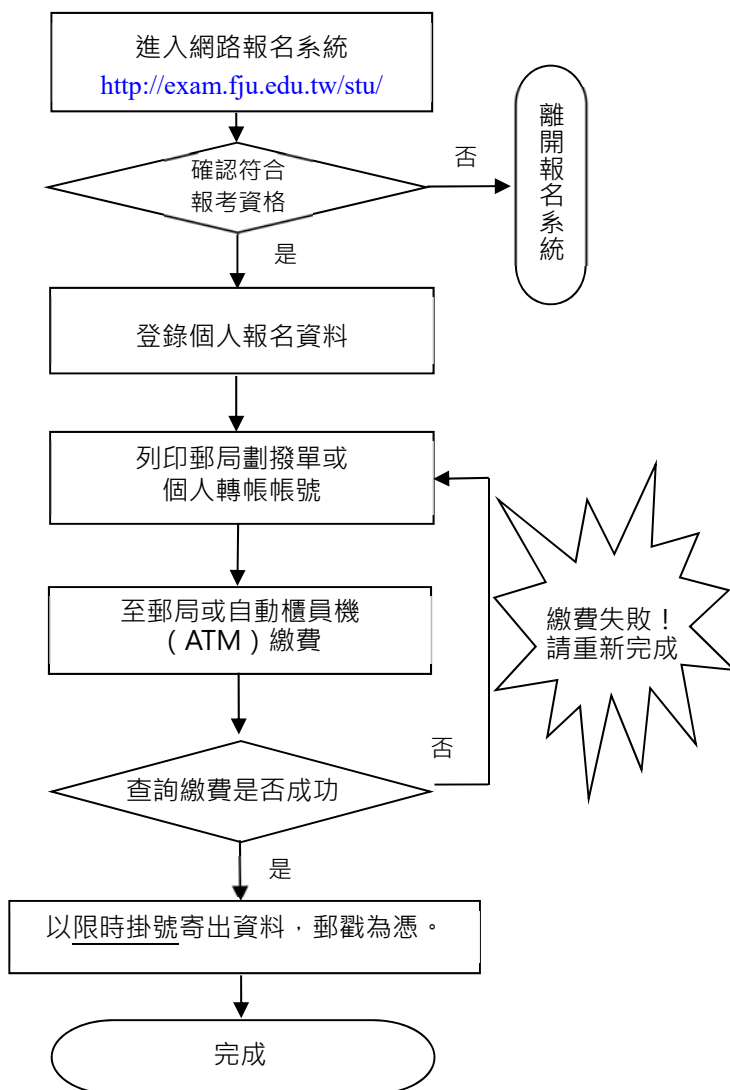 進入網路報名系統
http://exam.fju.edu.tw/stu/
確認符合
報考資格
否
離開報名系統
是
登錄個人報名資料
列印郵局劃撥單或
個人轉帳帳號
至郵局或自動櫃員機
（ATM）繳費
繳費失敗！
請重新完成
查詢繳費是否成功
否
是
以限時掛號寄出資料，郵戳為憑。
完成